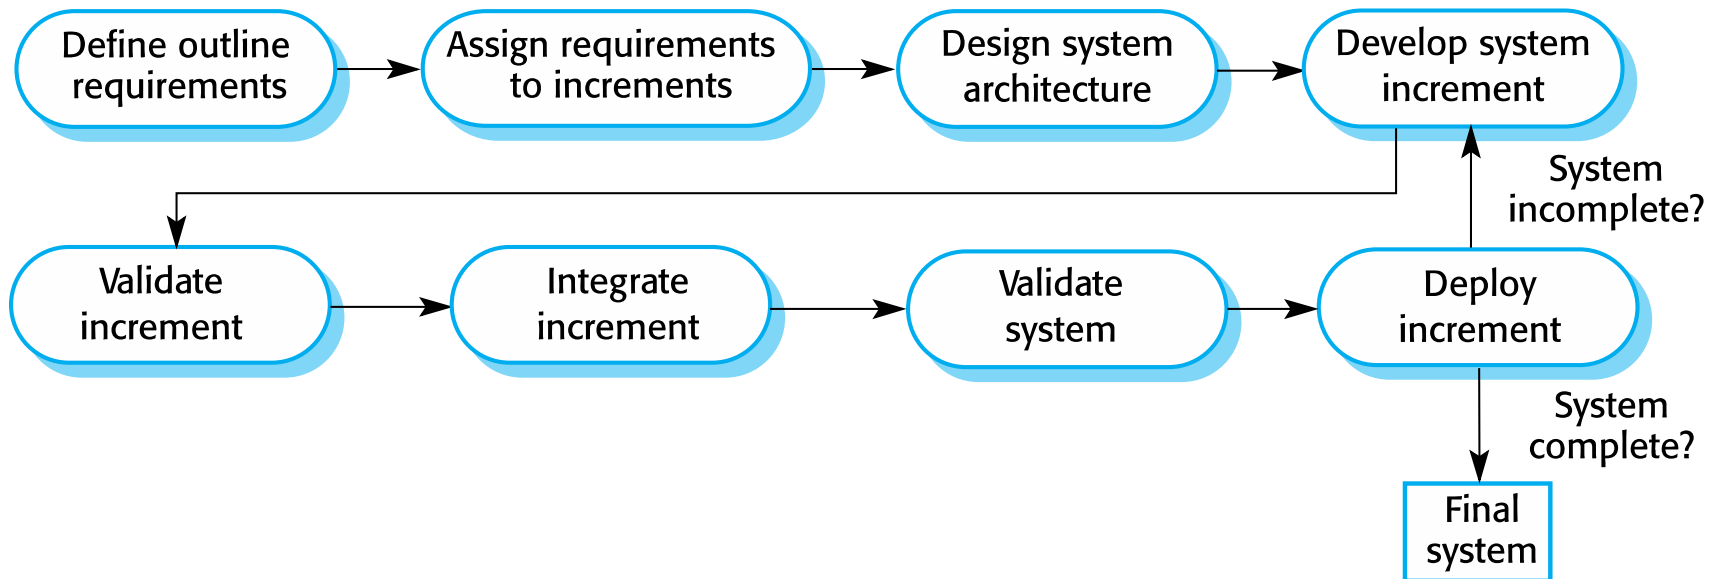 Define outline
requirements
Assign requirements
to increments
Design system
architecture
Develop system
increment
System
incomplete?
Validate
increment
Integrate
increment
Validate
system
Deploy
increment
System
complete?
Final
system